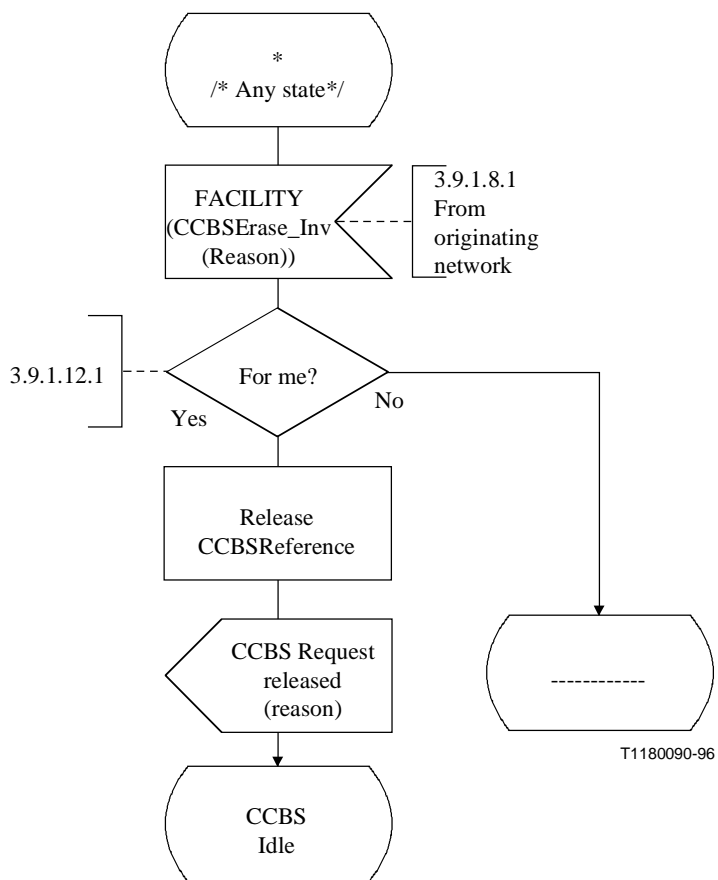 *
/* Any state*/
FACILITY
(CCBSErase_Inv
(Reason))
3.9.1.8.1
From
originating
network
3.9.1.12.1
For me?
Yes
No
Release
CCBSReference
CCBS Request
released
(reason)
------------
T1180090-96
CCBS
Idle